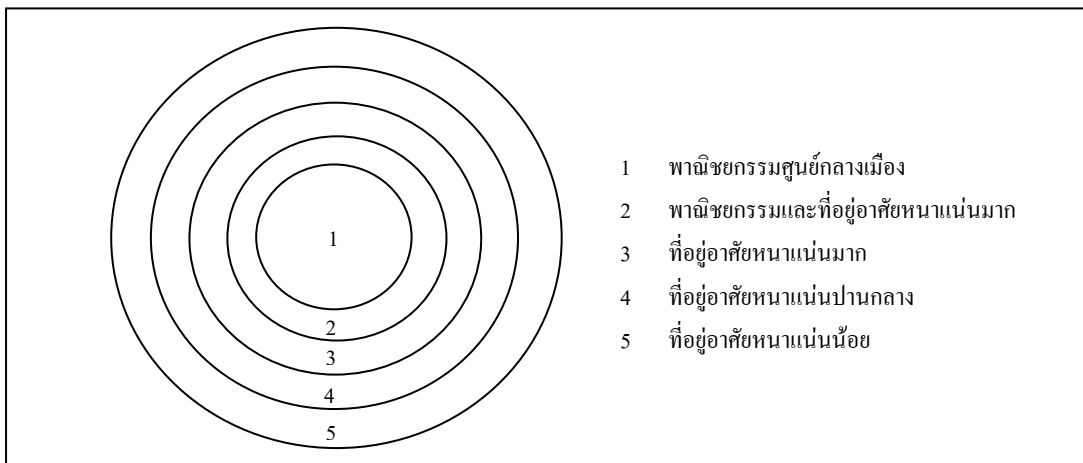 1
2
3
4
5
1 พาณิชยกรรมศูนย์กลางเมือง
2 พาณิชยกรรมและที่อยู่อาศัยหนาแน่นมาก
3 ที่อยู่อาศัยหนาแน่นมาก
4 ที่อยู่อาศัยหนาแน่นปานกลาง
5 ที่อยู่อาศัยหนาแน่นน้อย